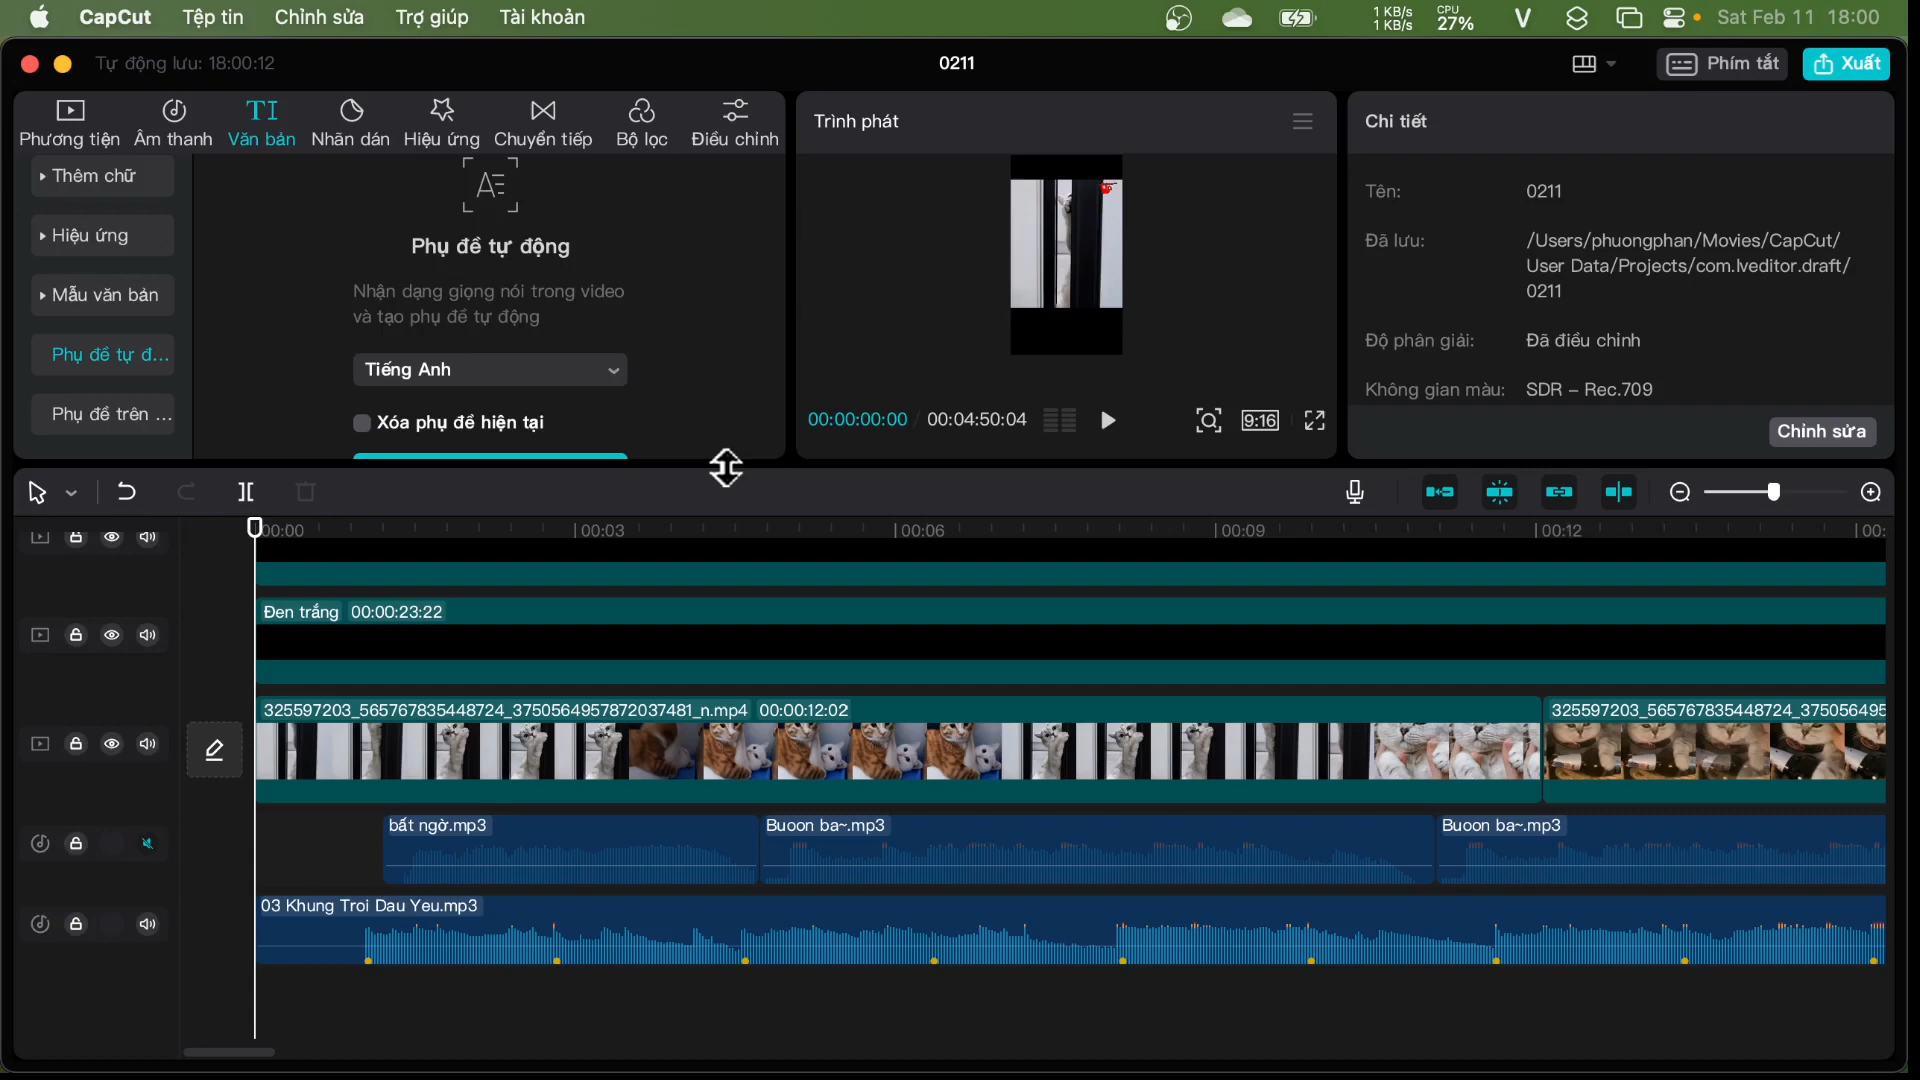 CapCut Tệp tin Chỉnh sửa Trợ giúp Tài khoản 1 KB/s 1 KB/s CPU 27% V Sat Feb 11 18:00
Tự động lưu: 18:00:12 0211 Phím tắt Xuất
Phương tiện Âm thanh TI Văn bản Nhãn dán Hiệu ứng Chuyển tiếp Bộ lọc Điều chỉnh
Trình phát
Chi tiết
Thêm chữ
Hiệu ứng
Mẫu văn bản
Phụ đề tự đ...
Phụ đề trên ...
Phụ đề tự động
Nhận dạng giọng nói trong video
và tạo phụ đề tự động
Tiếng Anh
Xóa phụ đề hiện tại
00:00:00:00 / 00:04:50:04 9:16
Tên: 0211
Đã lưu: /Users/phuongphan/Movies/CapCut/
User Data/Projects/com.lveditor.draft/
0211
Độ phân giải: Đã điều chỉnh
Không gian màu: SDR – Rec.709
Chỉnh sửa
00:00 00:03 00:06 00:09 00:12 00:
Đen trắng 00:00:23:22
325597203_565767835448724_3750564957872037481_n.mp4 00:00:12:02 325597203_565767835448724_375056495
bất ngờ.mp3 Buoon ba~.mp3 Buoon ba~.mp3
03 Khung Troi Dau Yeu.mp3